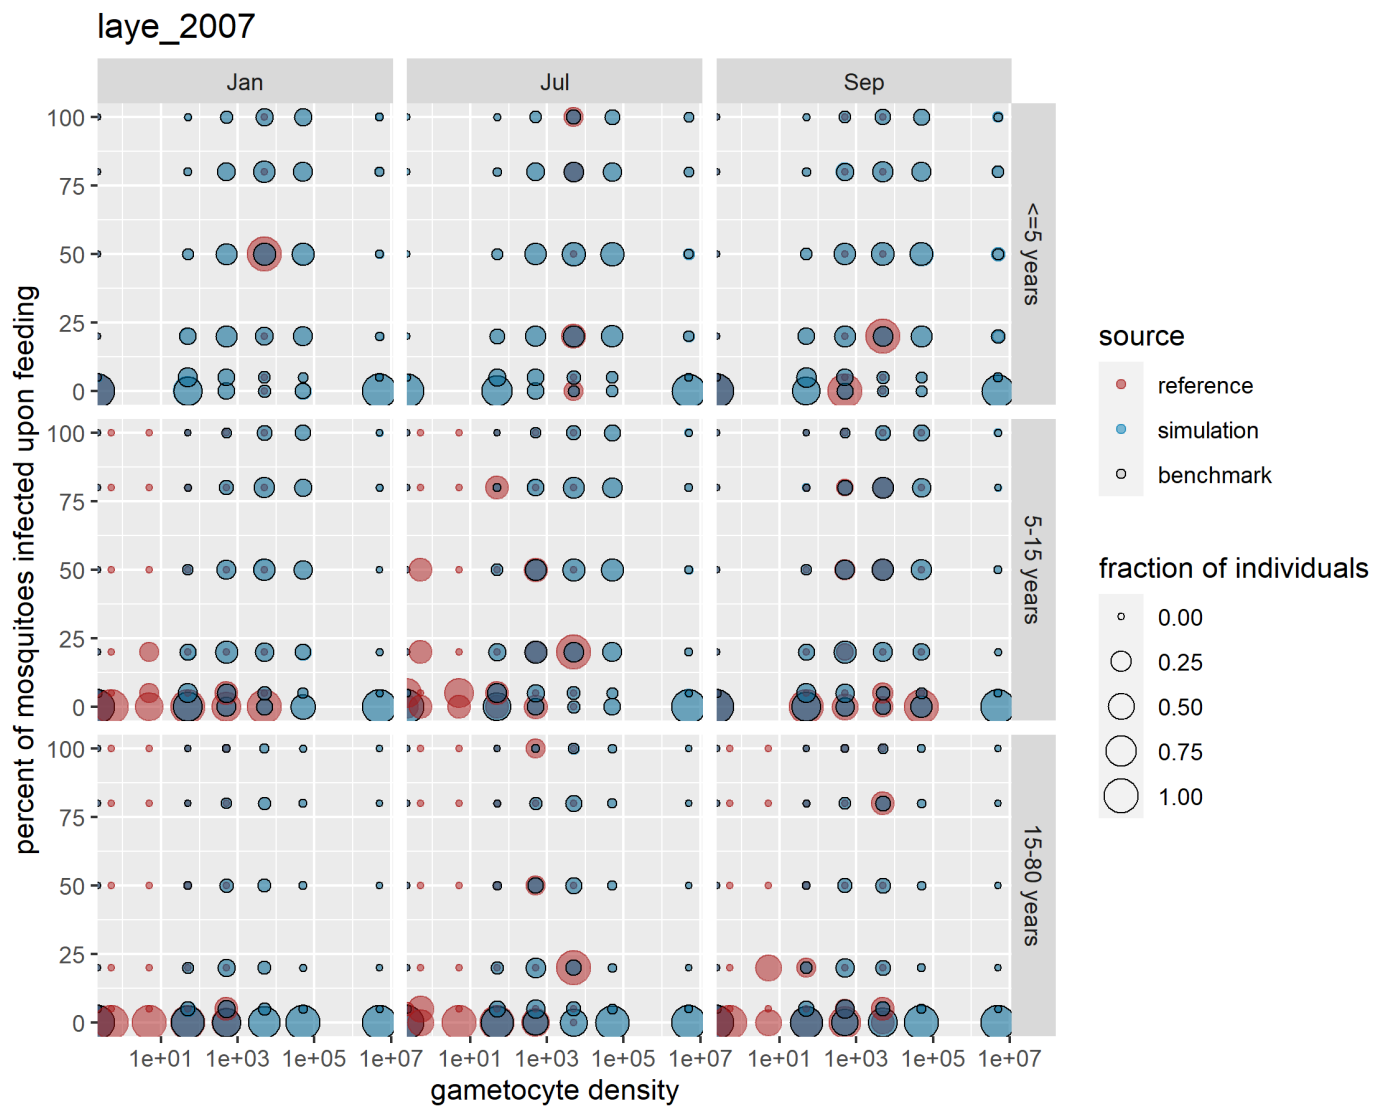 laye_2007
Jan Jul Sep
100
75
50
25
0
<=5 years
100
75
50
25
0
5-15 years
100
75
50
25
0
15-80 years
percent of mosquitoes infected upon feeding
1e+01 1e+03 1e+05 1e+07 1e+01 1e+03 1e+05 1e+07 1e+01 1e+03 1e+05 1e+07
gametocyte density
source
reference
simulation
benchmark
fraction of individuals
0.00
0.25
0.50
0.75
1.00